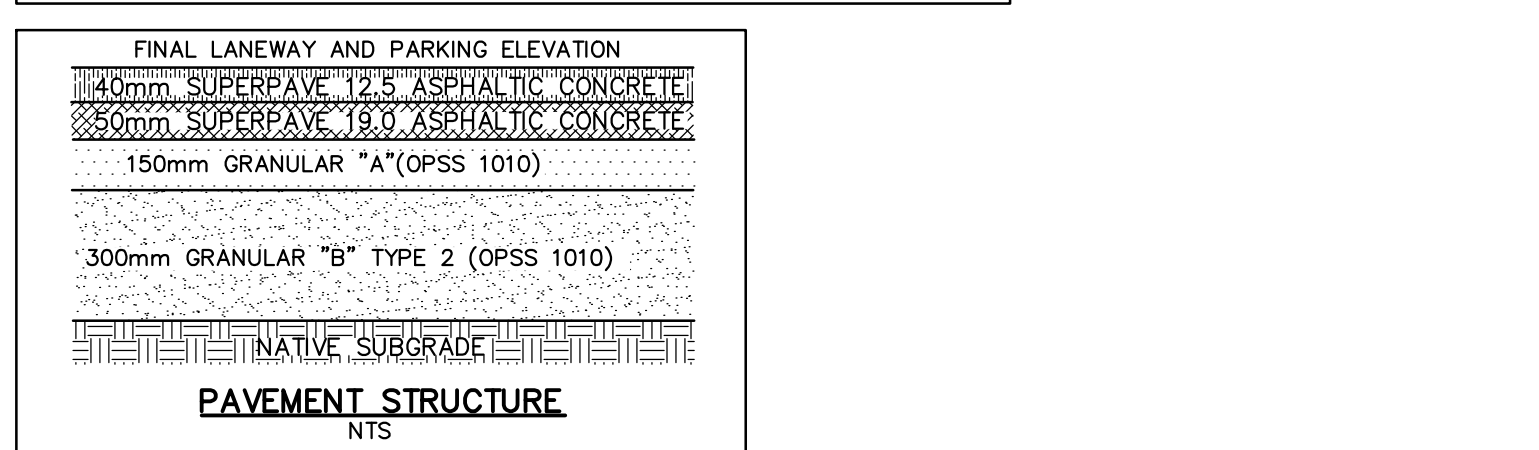 FINAL LANEWAY AND PARKING ELEVATION
40mm SUPERPAVE 12.5 ASPHALTIC CONCRETE
50mm SUPERPAVE 19.0 ASPHALTIC CONCRETE
150mm GRANULAR "A"(OPSS 1010)
300mm GRANULAR "B" TYPE 2 (OPSS 1010)
NATIVE SUBGRADE
PAVEMENT STRUCTURE
NTS